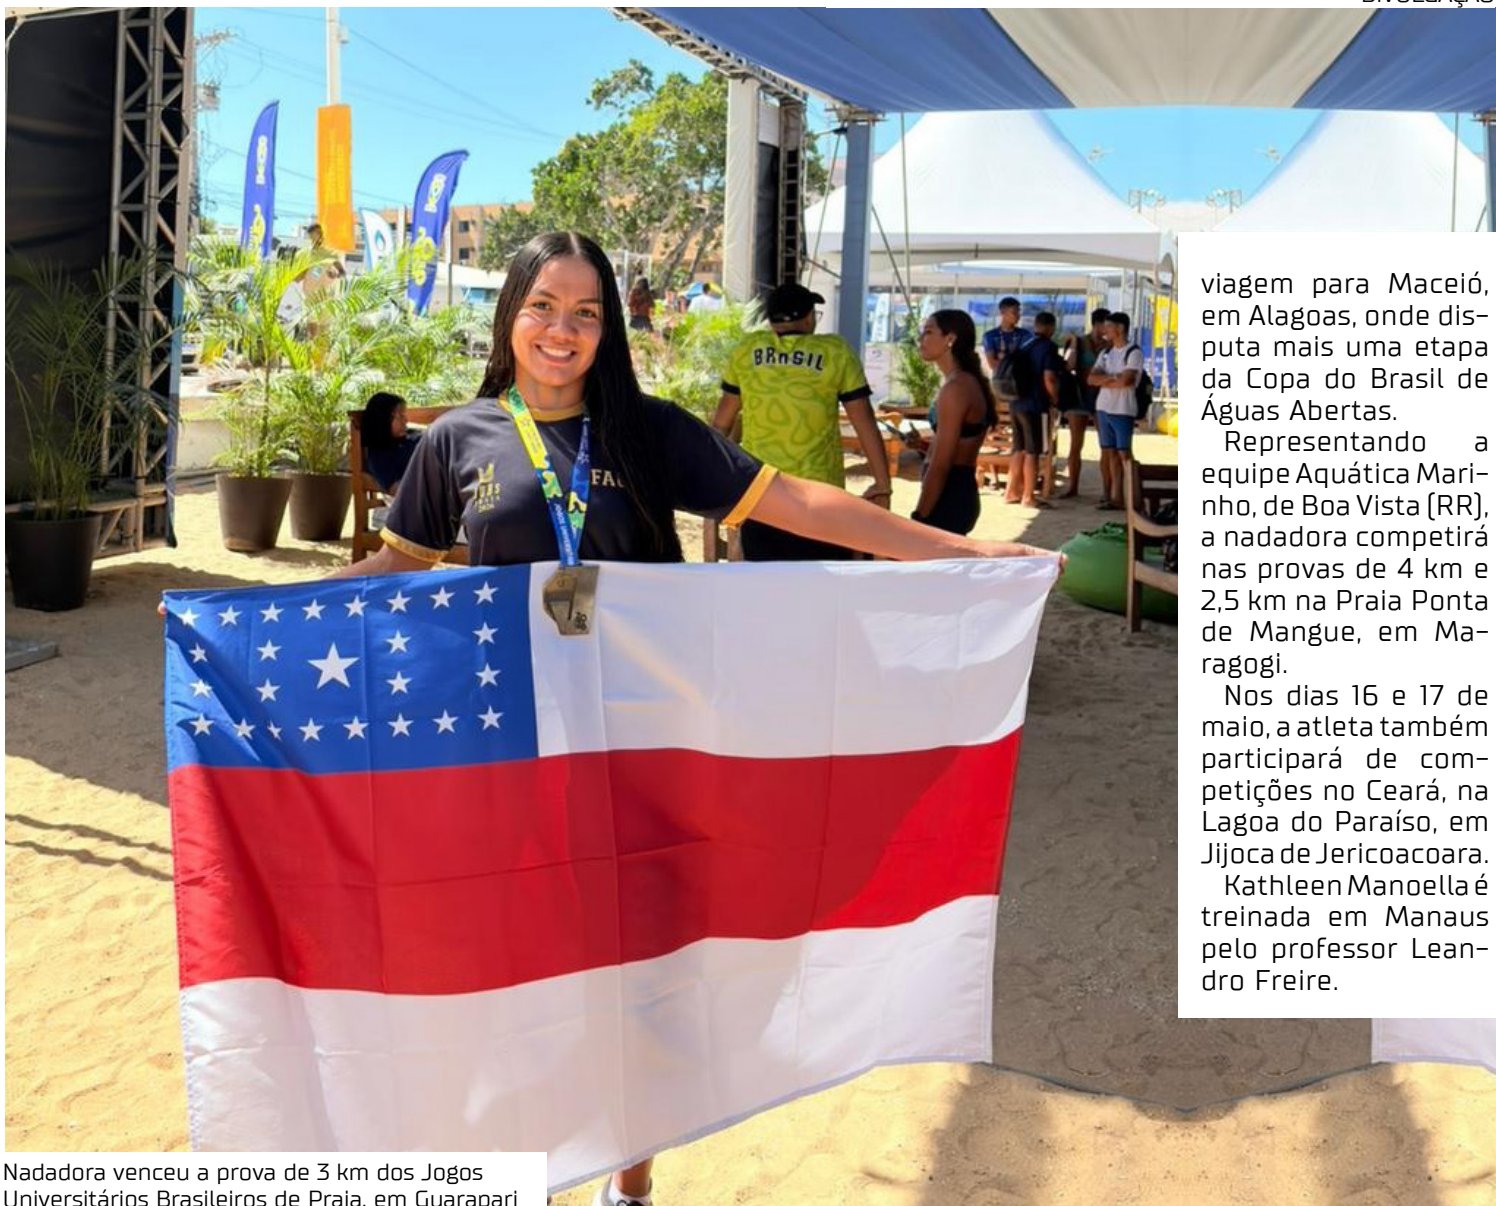 DIVULGAÇÃO
BRASIL
JUBS
FA
viagem para Maceió,
em Alagoas, onde dis-
puta mais uma etapa
da Copa do Brasil de
Águas Abertas.
Representando a
equipe Aquática Mari-
nho, de Boa Vista (RR),
a nadadora competirá
nas provas de 4 km e
2,5 km na Praia Ponta
de Mangue, em Ma-
ragogi.
Nos dias 16 e 17 de
maio, a atleta também
participará de com-
petições no Ceará, na
Lagoa do Paraíso, em
Jijoca de Jericoacoara.
Kathleen Manoella é
treinada em Manaus
pelo professor Lean-
dro Freire.
Nadadora venceu a prova de 3 km dos Jogos
Universitários Brasileiros de Praia, em Guarapari